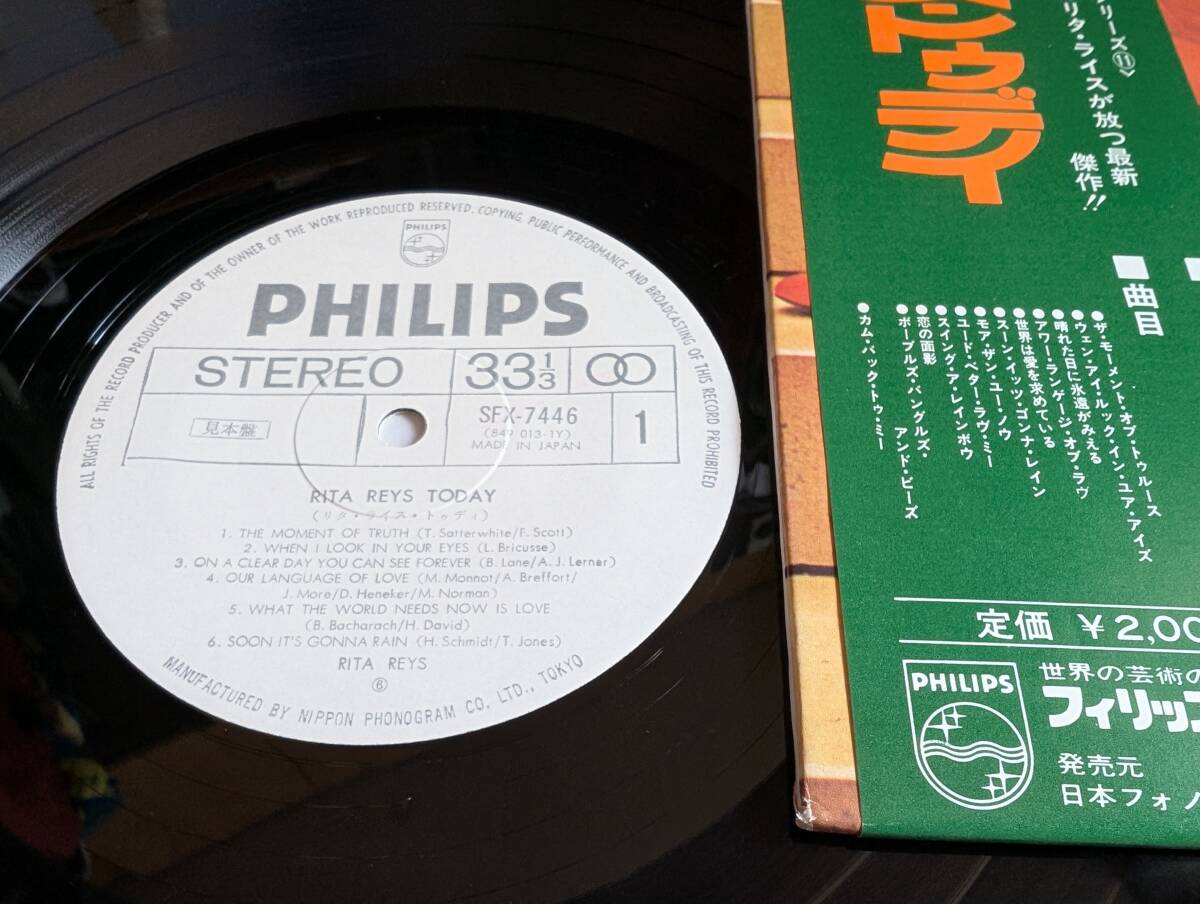 ALL RIGHTS OF THE RECORD PRODUCER AND OF THE OWNER OF THE WORK REPRODUCED RESERVED, COPYING, PUBLIC PERFORMANCE AND BROADCASTING OF THIS RECORD PROHIBITED
PHILIPS
PHILIPS
STEREO 33 1/3
見本盤
SFX-7446
(849 013-1Y)
MADE IN JAPAN
1
RITA REYS TODAY
(リタ・ライス・トゥディ)
1. THE MOMENT OF TRUTH (T. Satterwhite/F. Scott)
2. WHEN I LOOK IN YOUR EYES (L. Bricusse)
3. ON A CLEAR DAY YOU CAN SEE FOREVER (B. Lane/A. J. Lerner)
4. OUR LANGUAGE OF LOVE (M. Monnot/A. Breffort/
J. More/D. Heneker/M. Norman)
5. WHAT THE WORLD NEEDS NOW IS LOVE
(B. Bacharach/H. David)
6. SOON IT'S GONNA RAIN (H. Schmidt/T. Jones)
RITA REYS
MANUFACTURED BY NIPPON PHONOGRAM CO. LTD., TOKYO
リーズ⑪〉
リタ・ライスが放つ最新
傑作!!
トゥディ
■曲目
ザ・モーメント・オブ・トゥルース
ウェン・アイ・ルック・イン・ユア・アイズ
晴れた日に永遠がみえる
アワー・ランゲージ・オブ・ラヴ
世界は愛を求めている
スーン・イッツ・ゴンナ・レイン
モア・ザン・ユー・ノウ
ユード・ベター・ラヴ・ミー
スイング・ア・レインボウ
恋の面影
ボーブルズ・バングルズ・
アンド・ビーズ
カム・バック・トゥ・ミー
定価 ¥2,00
PHILIPS
世界の芸術の
フィリップ
発売元
日本フォノ